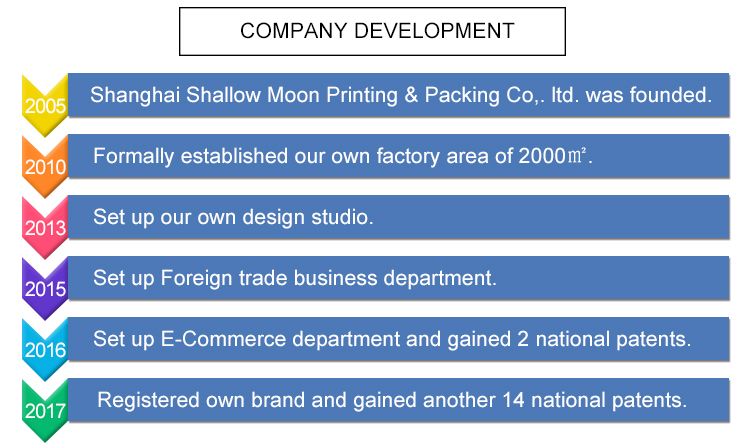 COMPANY DEVELOPMENT
2005 Shanghai Shallow Moon Printing & Packing Co,. ltd. was founded.
2010 Formally established our own factory area of 2000㎡.
2013 Set up our own design studio.
2015 Set up Foreign trade business department.
2016 Set up E-Commerce department and gained 2 national patents.
2017 Registered own brand and gained another 14 national patents.